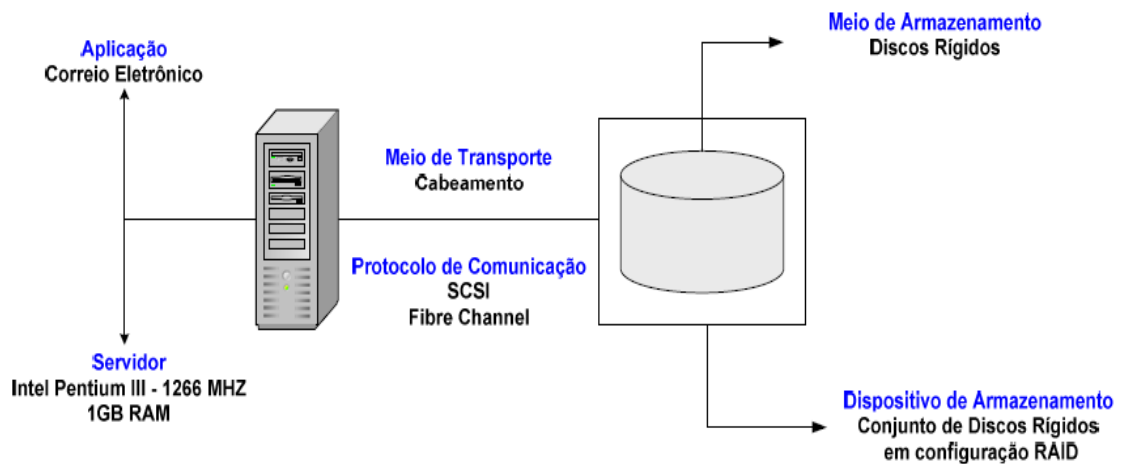 Aplicação
Correio Eletrônico
Servidor
Intel Pentium III - 1266 MHZ
1GB RAM
Meio de Transporte
Cabeamento
Protocolo de Comunicação
SCSI
Fibre Channel
Meio de Armazenamento
Discos Rígidos
Dispositivo de Armazenamento
Conjunto de Discos Rígidos
em configuração RAID